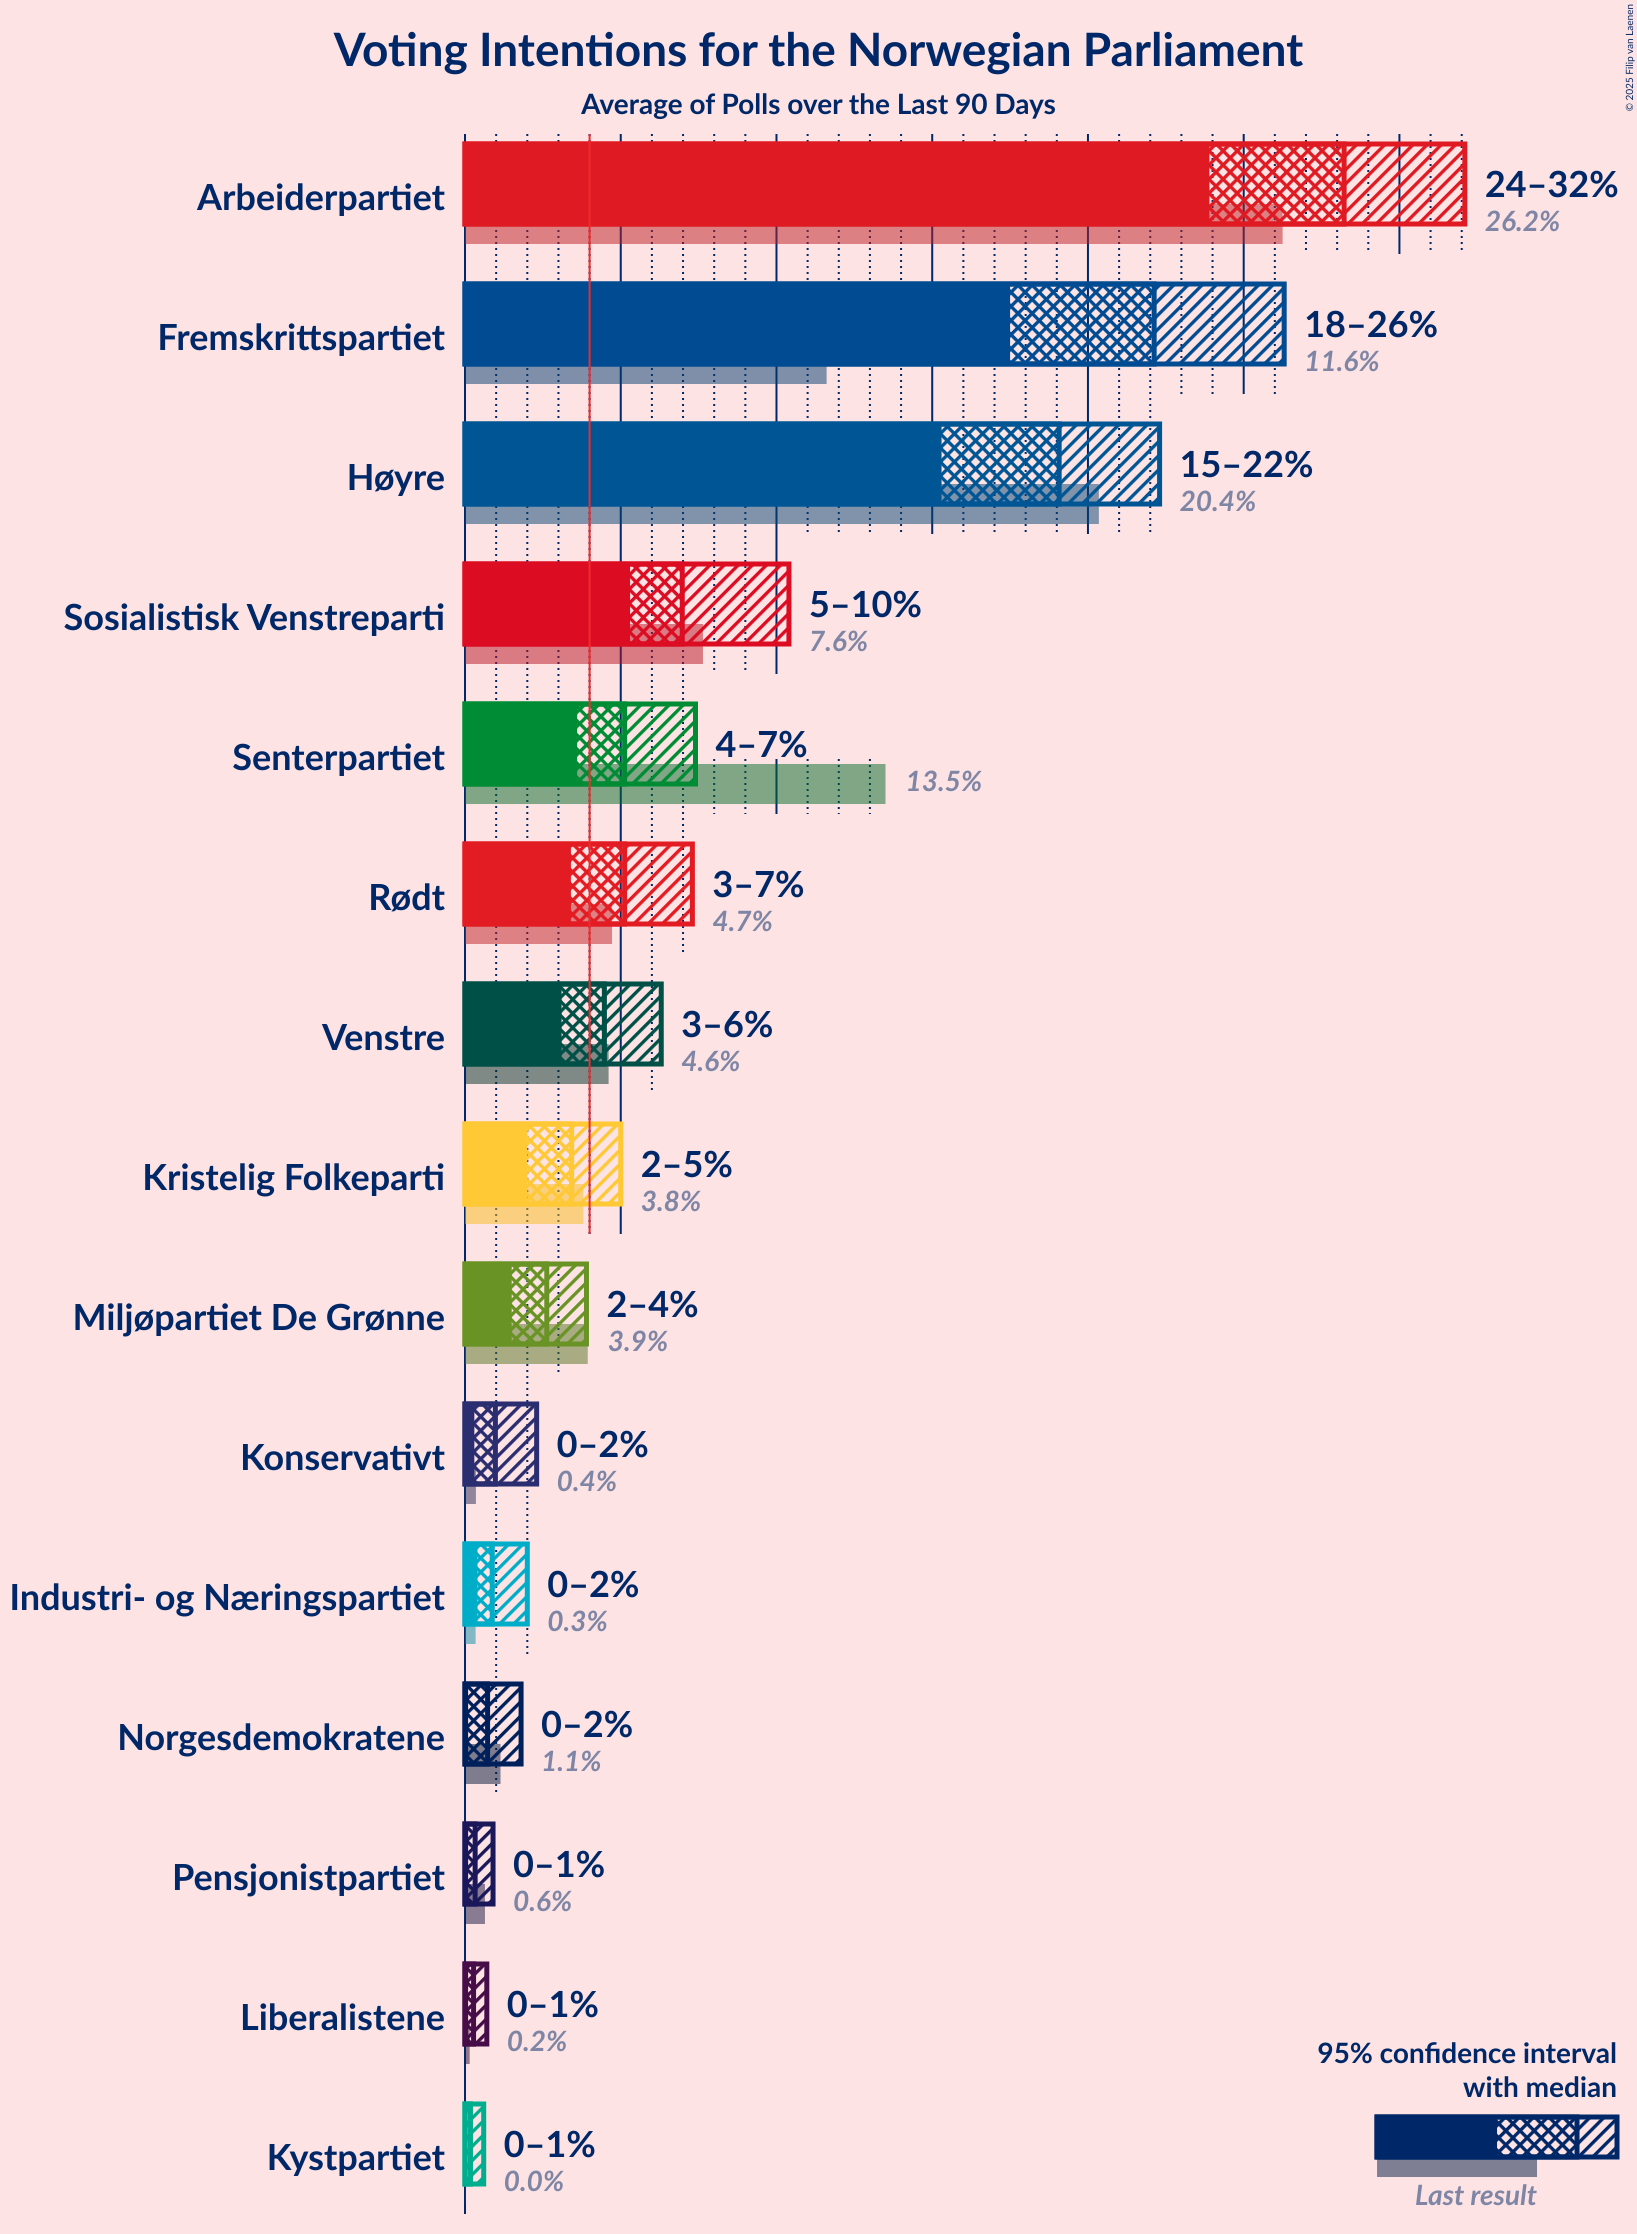 Voting Intentions for the Norwegian Parliament
Average of Polls over the Last 90 Days
© 2025 Filip van Laenen
Arbeiderpartiet
24–32%
26.2%
Fremskrittspartiet
18–26%
11.6%
Høyre
15–22%
20.4%
Sosialistisk Venstreparti
5–10%
7.6%
Senterpartiet
4–7%
13.5%
Rødt
3–7%
4.7%
Venstre
3–6%
4.6%
Kristelig Folkeparti
2–5%
3.8%
Miljøpartiet De Grønne
2–4%
3.9%
Konservativt
0–2%
0.4%
Industri- og Næringspartiet
0–2%
0.3%
Norgesdemokratene
0–2%
1.1%
Pensjonistpartiet
0–1%
0.6%
Liberalistene
0–1%
0.2%
Kystpartiet
0–1%
0.0%
95% confidence interval
with median
Last result